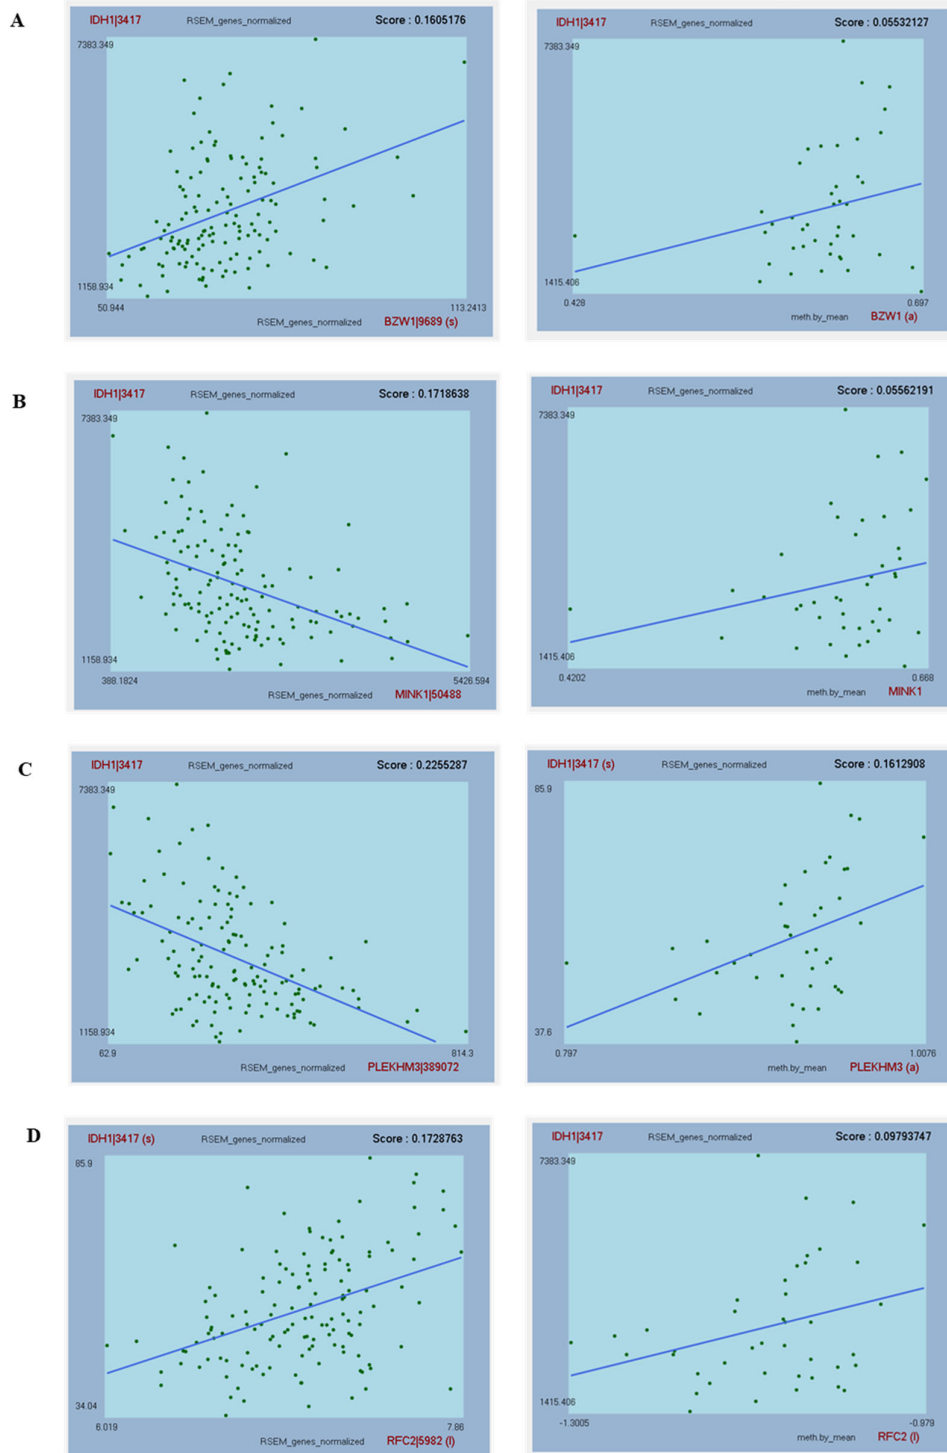 A
IDH1|3417 RSEM_genes_normalized Score : 0.1605176
7383.349
1158.934
50.944 113.2413
RSEM_genes_normalized BZW1|9689 (s)
IDH1|3417 RSEM_genes_normalized Score : 0.05532127
7383.349
1415.406
0.428 0.697
meth.by_mean BZW1 (a)
B
IDH1|3417 RSEM_genes_normalized Score : 0.1718638
7383.349
1158.934
388.1824 5426.594
RSEM_genes_normalized MINK1|50488
IDH1|3417 RSEM_genes_normalized Score : 0.05562191
7383.349
1415.406
0.4202 0.668
meth.by_mean MINK1
C
IDH1|3417 RSEM_genes_normalized Score : 0.2255287
7383.349
1158.934
62.9 814.3
RSEM_genes_normalized PLEKHM3|389072
IDH1|3417 (s) RSEM_genes_normalized Score : 0.1612908
85.9
37.6
0.797 1.0076
meth.by_mean PLEKHM3 (a)
D
IDH1|3417 (s) RSEM_genes_normalized Score : 0.1728763
85.9
34.04
6.019 7.86
RSEM_genes_normalized RFC2|5982 (l)
IDH1|3417 RSEM_genes_normalized Score : 0.09793747
7383.349
1415.406
-1.3005 -0.979
meth.by_mean RFC2 (l)